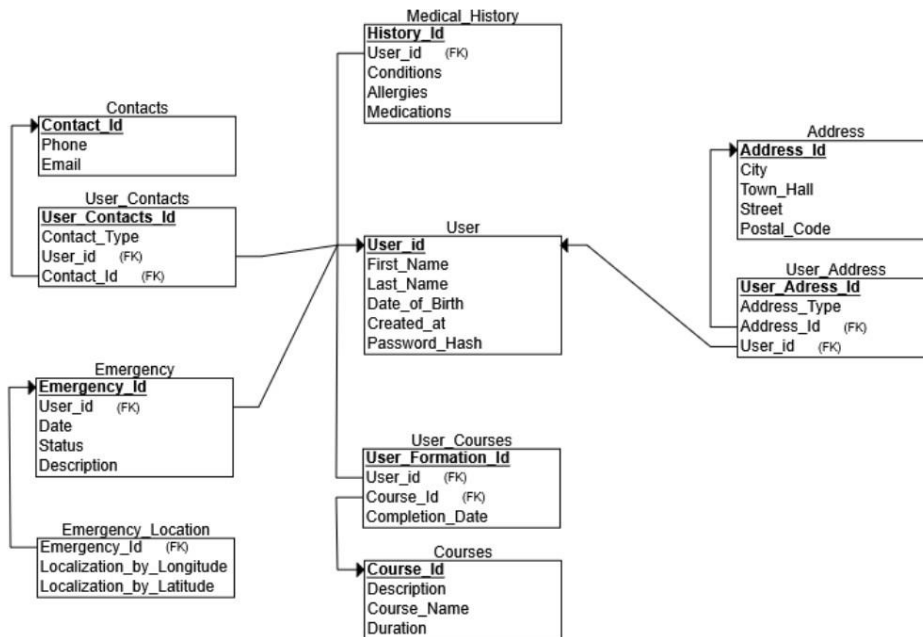 Medical_History
History_Id
User_id (FK)
Conditions
Allergies
Medications
Contacts
Contact_Id
Phone
Email
User_Contacts
User_Contacts_Id
Contact_Type
User_id (FK)
Contact_Id (FK)
User
User_id
First_Name
Last_Name
Date_of_Birth
Created_at
Password_Hash
Address
Address_Id
City
Town_Hall
Street
Postal_Code
User_Address
User_Adress_Id
Address_Type
Address_Id (FK)
User_id (FK)
Emergency
Emergency_Id
User_id (FK)
Date
Status
Description
Emergency_Location
Emergency_Id (FK)
Localization_by_Longitude
Localization_by_Latitude
User_Courses
User_Formation_Id
User_id (FK)
Course_Id (FK)
Completion_Date
Courses
Course_Id
Description
Course_Name
Duration